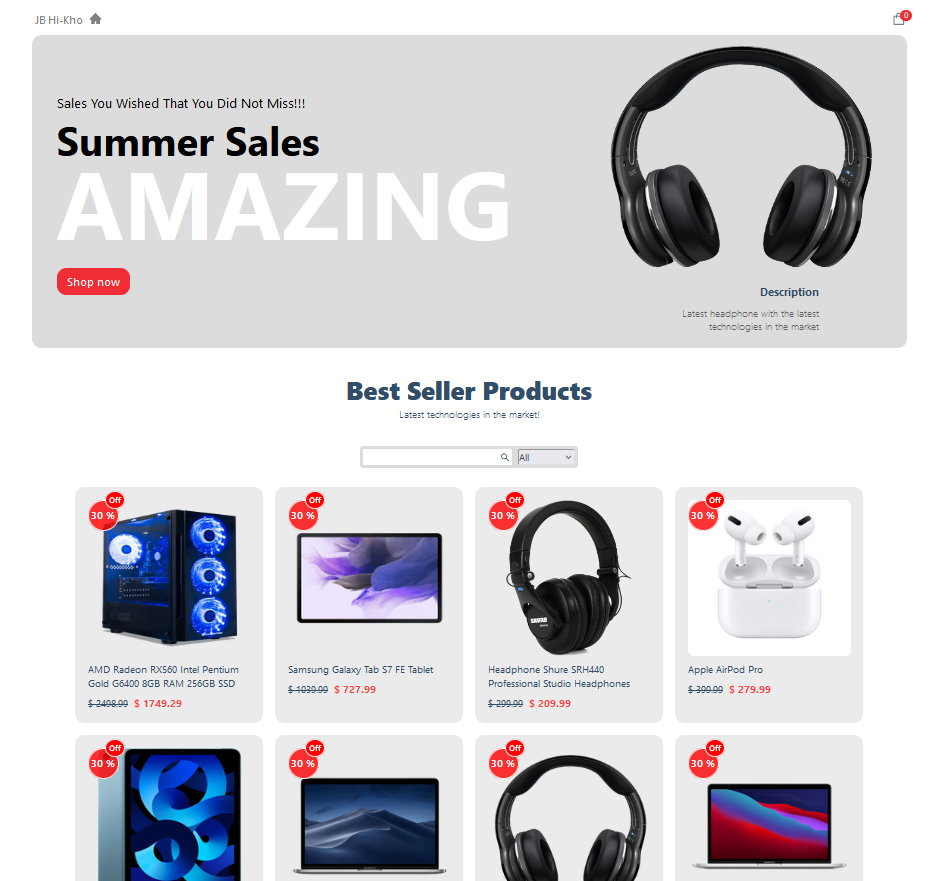 JB Hi-Kho
0
Sales You Wished That You Did Not Miss!!!
Summer Sales
AMAZING
Shop now
Description
Latest headphone with the latest
technologies in the market
Best Seller Products
Latest technologies in the market!
All
Off
30 %
Off
30 %
Off
30 %
Off
30 %
SHURE
AMD Radeon RX560 Intel Pentium
Gold G6400 8GB RAM 256GB SSD
$ 2498.99 $ 1749.29
Samsung Galaxy Tab S7 FE Tablet
$ 1039.99 $ 727.99
Headphone Shure SRH440
Professional Studio Headphones
$ 299.99 $ 209.99
Apple AirPod Pro
$ 399.99 $ 279.99
Off
30 %
Off
30 %
Off
30 %
Off
30 %